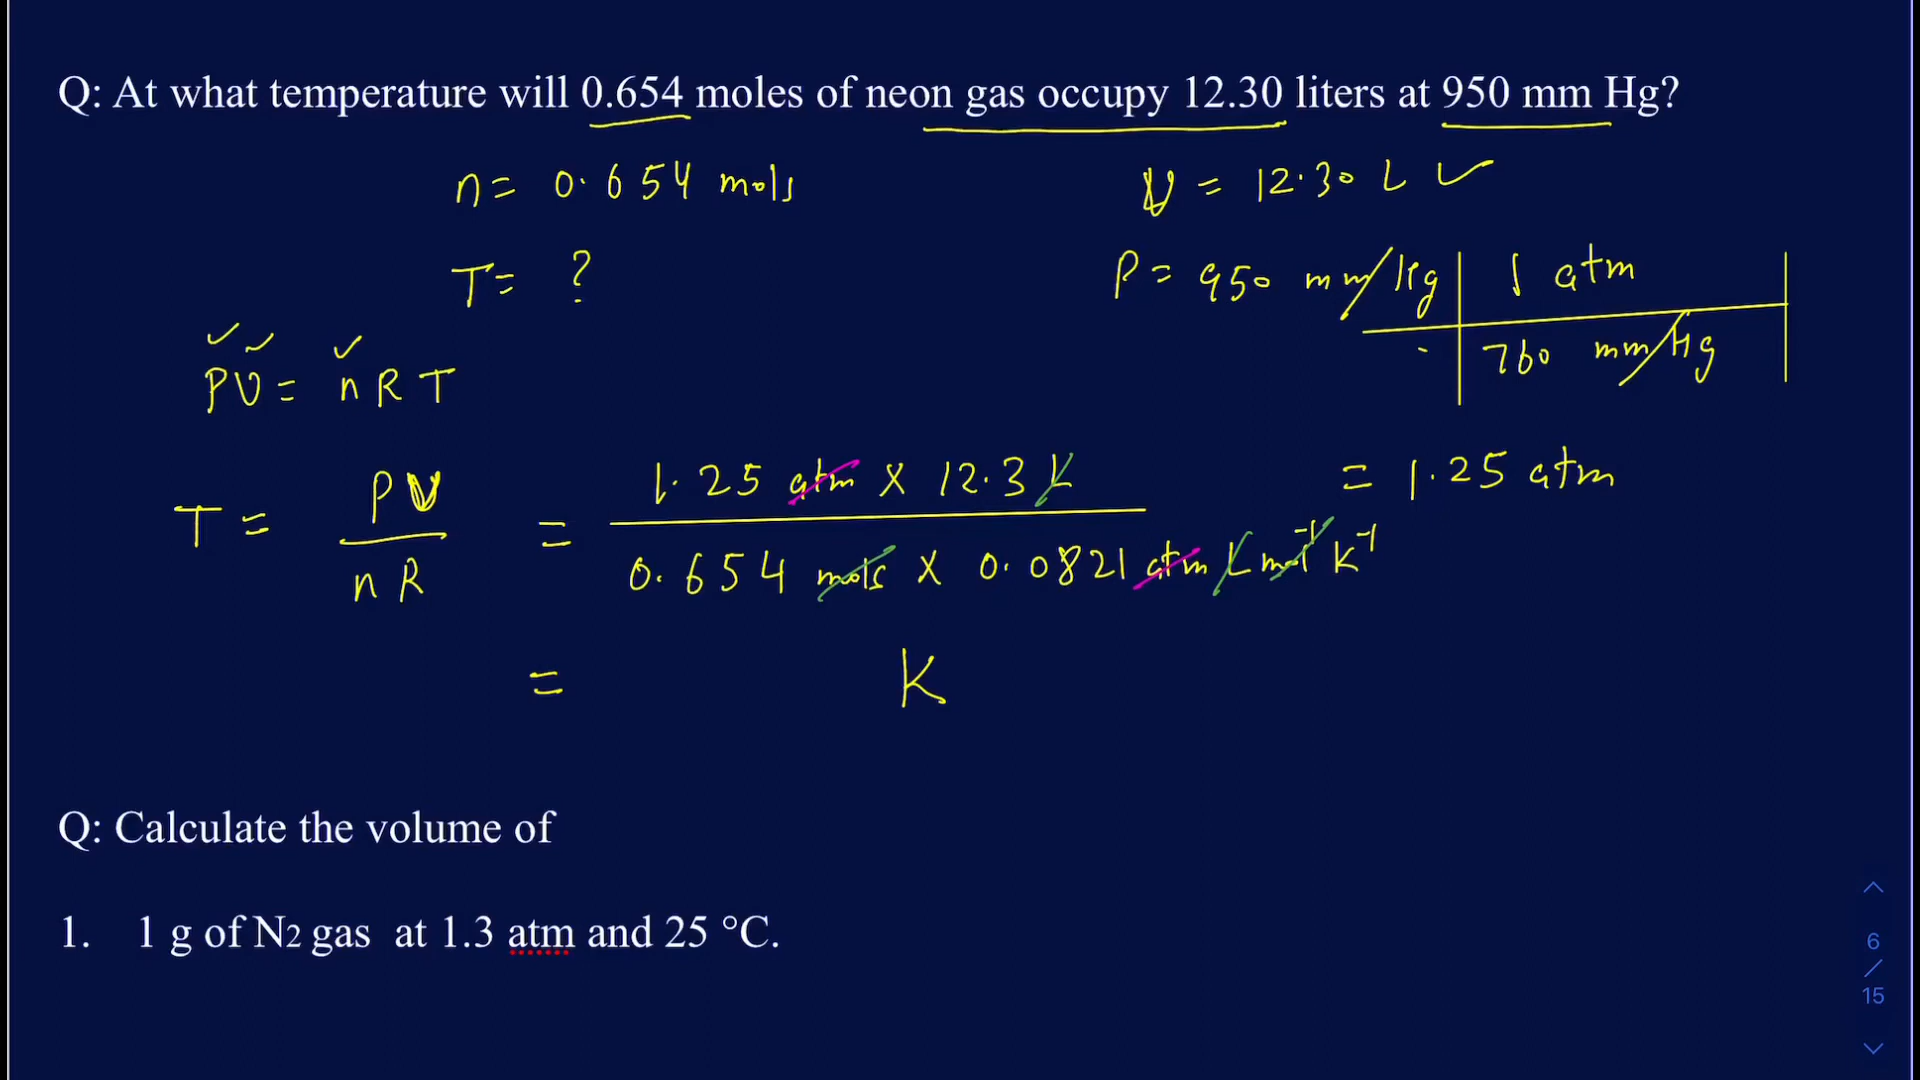 Q: At what temperature will 0.654 moles of neon gas occupy 12.30 liters at 950 mm Hg?
n = 0.654 mols
V = 12.30 L ✓
T = ?
P = 950 mm Hg | 1 atm
760 mm Hg
PV = nRT
= 1.25 atm
T = PV / nR = 1.25 atm X 12.3 L / 0.654 mols X 0.0821 atm L mol⁻¹ K⁻¹
= K
Q: Calculate the volume of
1. 1 g of N2 gas at 1.3 atm and 25 °C.
6
/
15